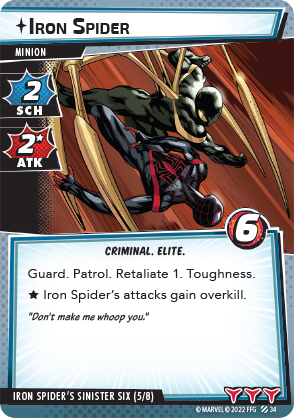 IRON SPIDER
MINION
2
SCH
2*
ATK
6
CRIMINAL. ELITE.
Guard. Patrol. Retaliate 1. Toughness.
★ Iron Spider's attacks gain overkill.
"Don't make me whoop you."
IRON SPIDER'S SINISTER SIX (5/8)
© MARVEL © 2022 FFG 34